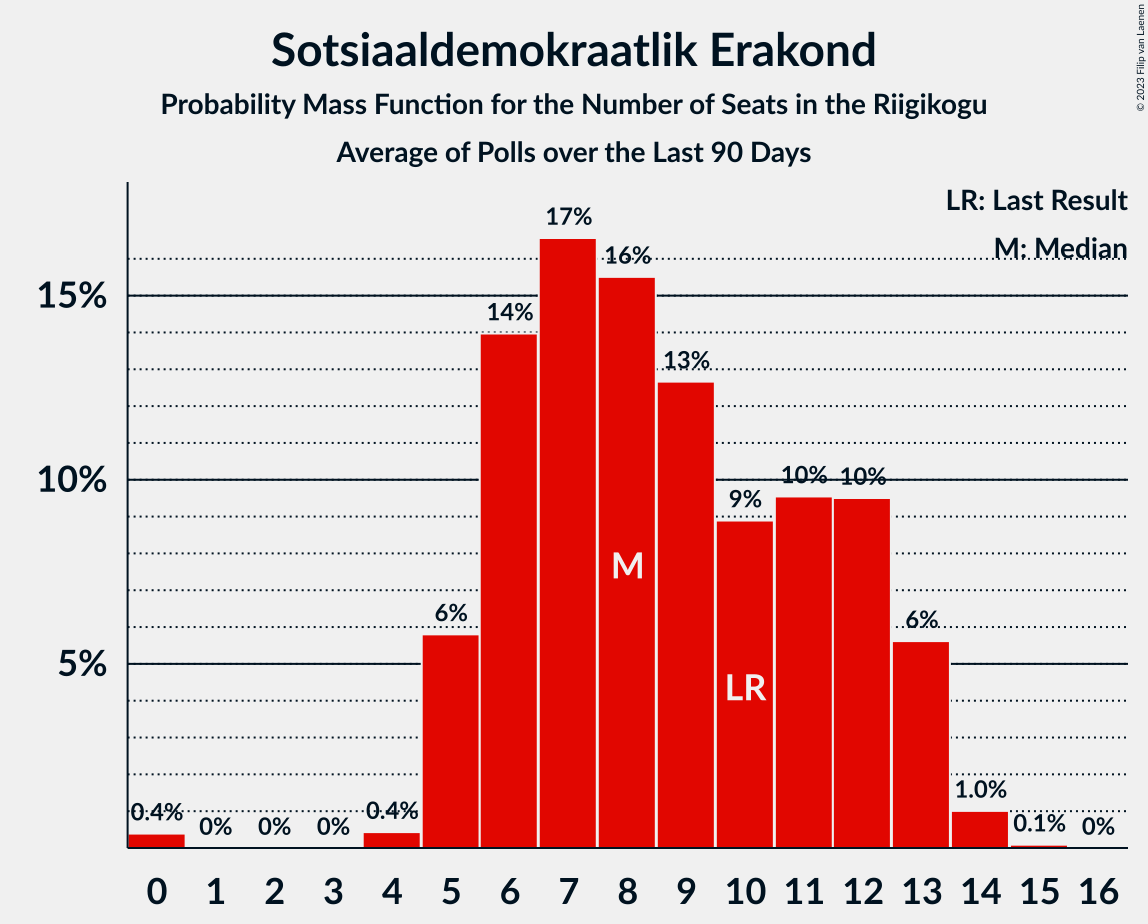 Sotsiaaldemokraatlik Erakond
Probability Mass Function for the Number of Seats in the Riigikogu
Average of Polls over the Last 90 Days
© 2023 Filip van Laenen
LR: Last Result
M: Median
15%
10%
5%
0.4%
0%
0%
0%
0.4%
6%
14%
17%
16%
13%
9%
10%
10%
6%
1.0%
0.1%
0%
M
LR
0 1 2 3 4 5 6 7 8 9 10 11 12 13 14 15 16